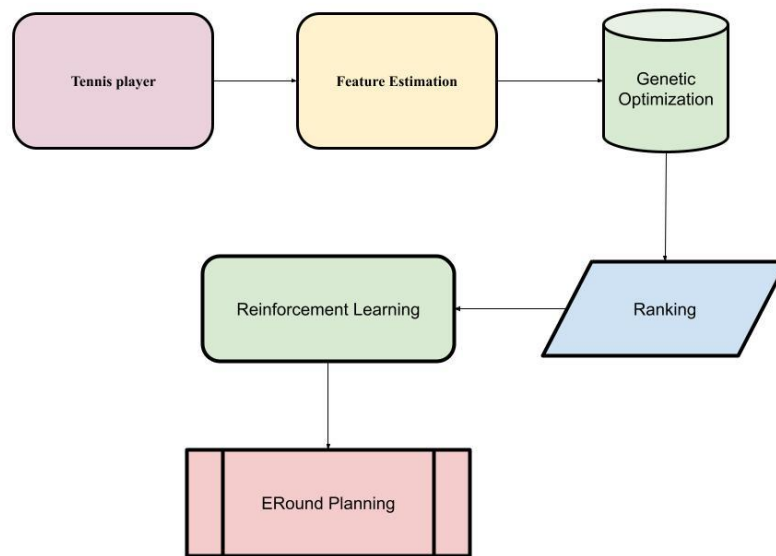 Tennis player
Feature Estimation
Genetic
Optimization
Ranking
Reinforcement Learning
ERound Planning